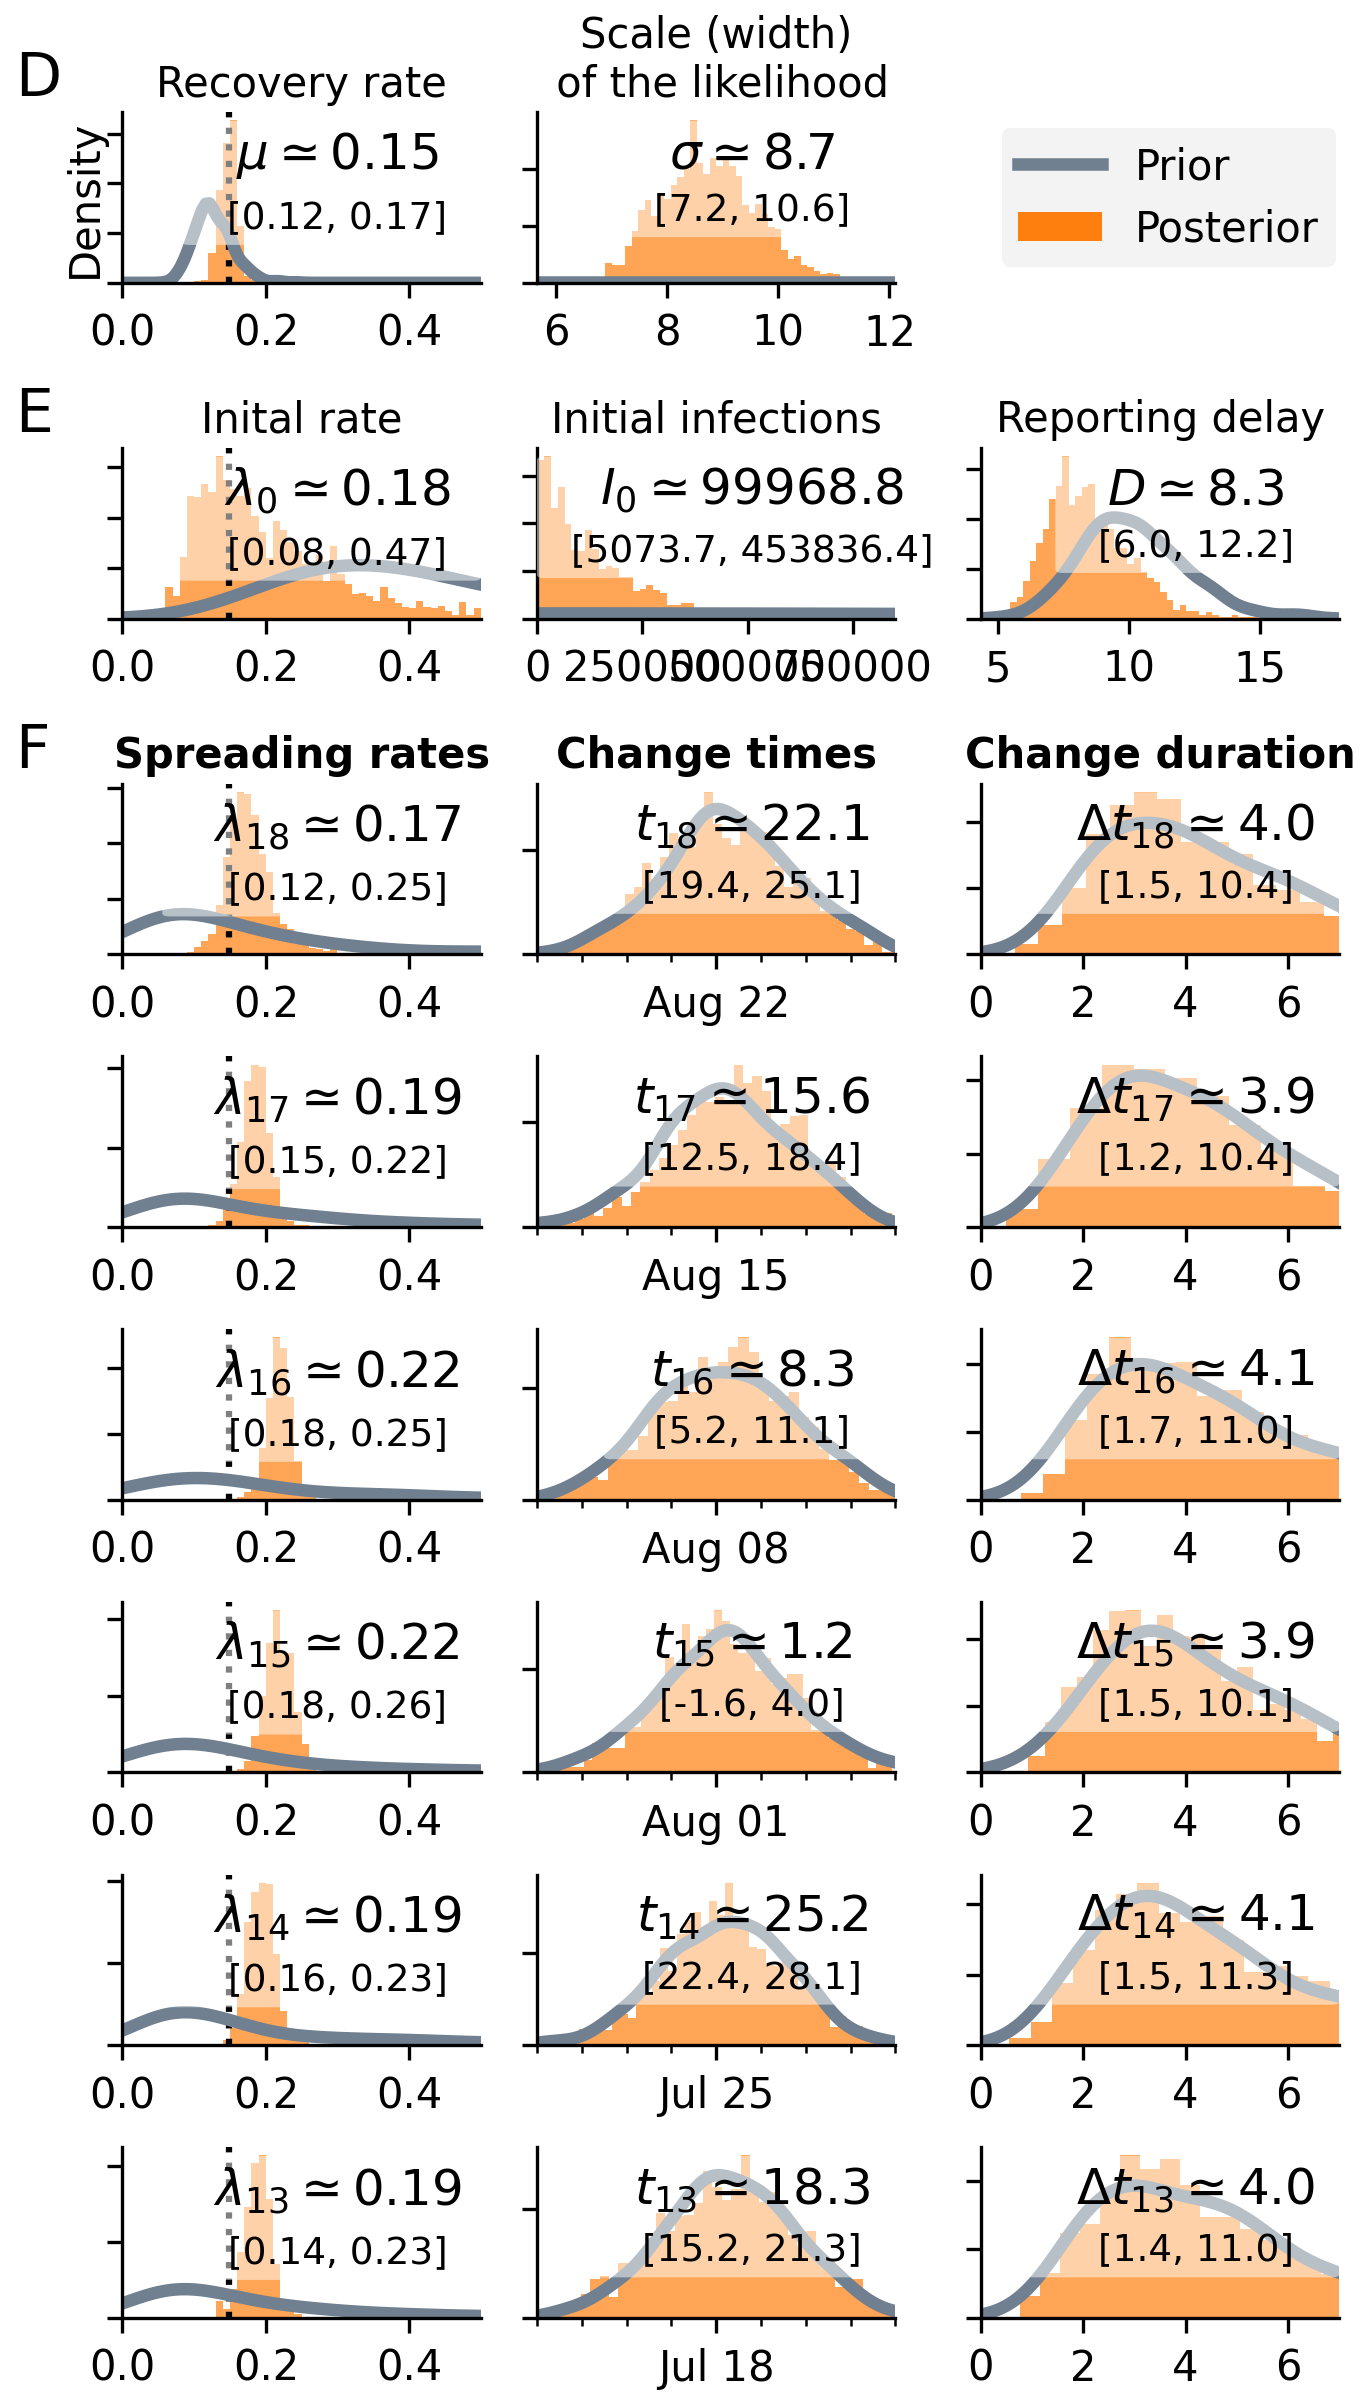 D
Recovery rate
Scale (width)
of the likelihood
Density
μ ≃ 0.15
[0.12, 0.17]
σ ≃ 8.7
[7.2, 10.6]
Prior
Posterior
0.0 0.2 0.4
6 8 10 12
E
Inital rate
Initial infections
Reporting delay
λ0 ≃ 0.18
[0.08, 0.47]
I0 ≃ 99968.8
[5073.7, 453836.4]
D ≃ 8.3
[6.0, 12.2]
0.0 0.2 0.4
0 250000 500000 750000
5 10 15
F
Spreading rates
Change times
Change duration
λ18 ≃ 0.17
[0.12, 0.25]
t18 ≃ 22.1
[19.4, 25.1]
Δt18 ≃ 4.0
[1.5, 10.4]
0.0 0.2 0.4
Aug 22
0 2 4 6
λ17 ≃ 0.19
[0.15, 0.22]
t17 ≃ 15.6
[12.5, 18.4]
Δt17 ≃ 3.9
[1.2, 10.4]
0.0 0.2 0.4
Aug 15
0 2 4 6
λ16 ≃ 0.22
[0.18, 0.25]
t16 ≃ 8.3
[5.2, 11.1]
Δt16 ≃ 4.1
[1.7, 11.0]
0.0 0.2 0.4
Aug 08
0 2 4 6
λ15 ≃ 0.22
[0.18, 0.26]
t15 ≃ 1.2
[-1.6, 4.0]
Δt15 ≃ 3.9
[1.5, 10.1]
0.0 0.2 0.4
Aug 01
0 2 4 6
λ14 ≃ 0.19
[0.16, 0.23]
t14 ≃ 25.2
[22.4, 28.1]
Δt14 ≃ 4.1
[1.5, 11.3]
0.0 0.2 0.4
Jul 25
0 2 4 6
λ13 ≃ 0.19
[0.14, 0.23]
t13 ≃ 18.3
[15.2, 21.3]
Δt13 ≃ 4.0
[1.4, 11.0]
0.0 0.2 0.4
Jul 18
0 2 4 6